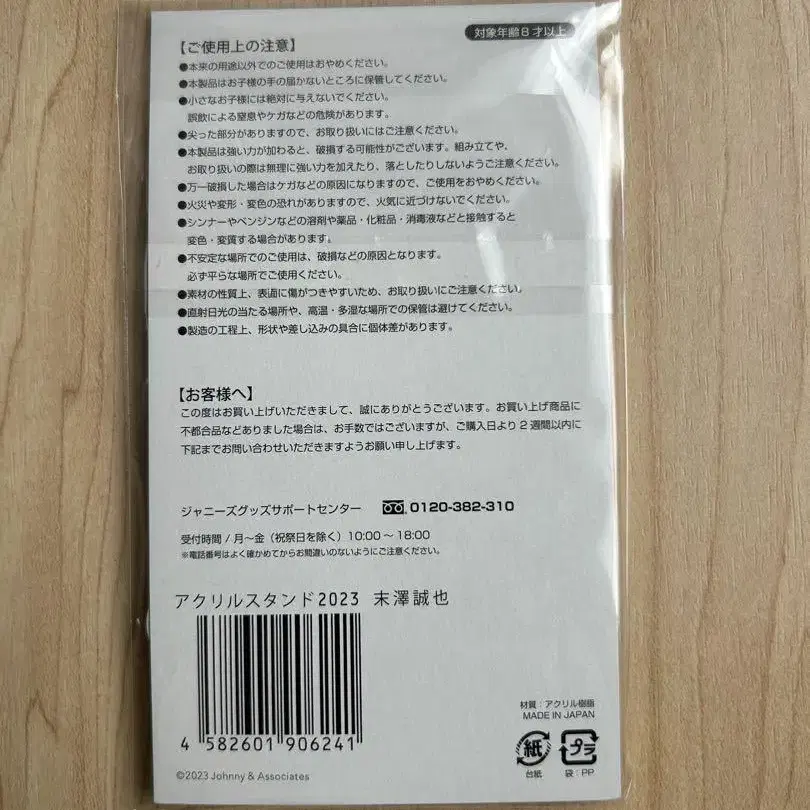 対象年齢8才以上
【ご使用上の注意】
●本来の用途以外でのご使用はおやめください。
●本製品はお子様の手の届かないところに保管してください。
●小さなお子様には絶対に与えないでください。
誤飲による窒息やケガなどの危険があります。
●尖った部分がありますので、お取り扱いにはご注意ください。
●本製品は強い力が加わると、破損する可能性がございます。組み立てや、
お取り扱いの際は無理に強い力を加えたり、落としたりしないようご注意ください。
●万一破損した場合はケガなどの原因になりますので、ご使用をおやめください。
●火災や変形・変色の恐れがありますので、火気に近づけないでください。
●シンナーやベンジンなどの溶剤や薬品・化粧品・消毒液などと接触すると
変色・変質する場合があります。
●不安定な場所でのご使用は、破損などの原因となります。
必ず平らな場所でご使用ください。
●素材の性質上、表面に傷がつきやすいため、お取り扱いにご注意ください。
●直射日光の当たる場所や、高温・多湿な場所での保管は避けてください。
●製造の工程上、形状や差し込みの具合に個体差があります。
【お客様へ】
この度はお買い上げいただきまして、誠にありがとうございます。お買い上げ商品に
不都合品などありました場合は、お手数ではございますが、ご購入日より2週間以内に
下記までお問い合わせいただきますようお願い申し上げます。
ジャニーズグッズサポートセンター 0120-382-310
受付時間/月～金(祝祭日を除く)10:00～18:00
※電話番号はよく確かめてからお間違いのないようにご注意ください。
アクリルスタンド2023 末澤誠也
4 582601 906241
材質:アクリル樹脂
MADE IN JAPAN
紙 プラ
台紙 袋:PP
©2023 Johnny & Associates